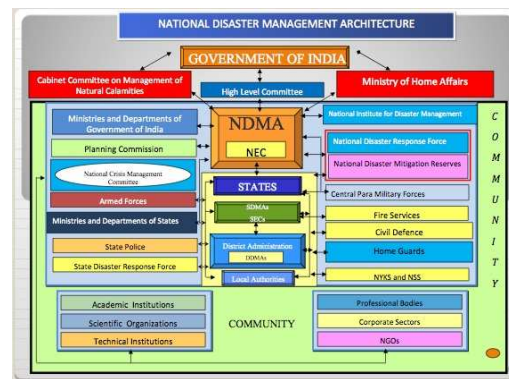 NATIONAL DISASTER MANAGEMENT ARCHITECTURE
GOVERNMENT OF INDIA
Cabinet Committee on Management of
Natural Calamities
High Level Committee
Ministry of Home Affairs
Ministries and Departments of
Government of India
Planning Commission
National Crisis Management
Committee
Armed Forces
Ministries and Departments of States
State Police
State Disaster Response Force
NDMA
NEC
STATES
SDMAs
SECs
District Administration
DDMAs
Local Authorities
National Institute for Disaster Management
National Disaster Response Force
National Disaster Mitigation Reserves
Central Para Military Forces
Fire Services
Civil Defence
Home Guards
NYKS and NSS
C
O
M
M
U
N
I
T
Y
Academic Institutions
Scientific Organizations
Technical Institutions
COMMUNITY
Professional Bodies
Corporate Sectors
NGOs